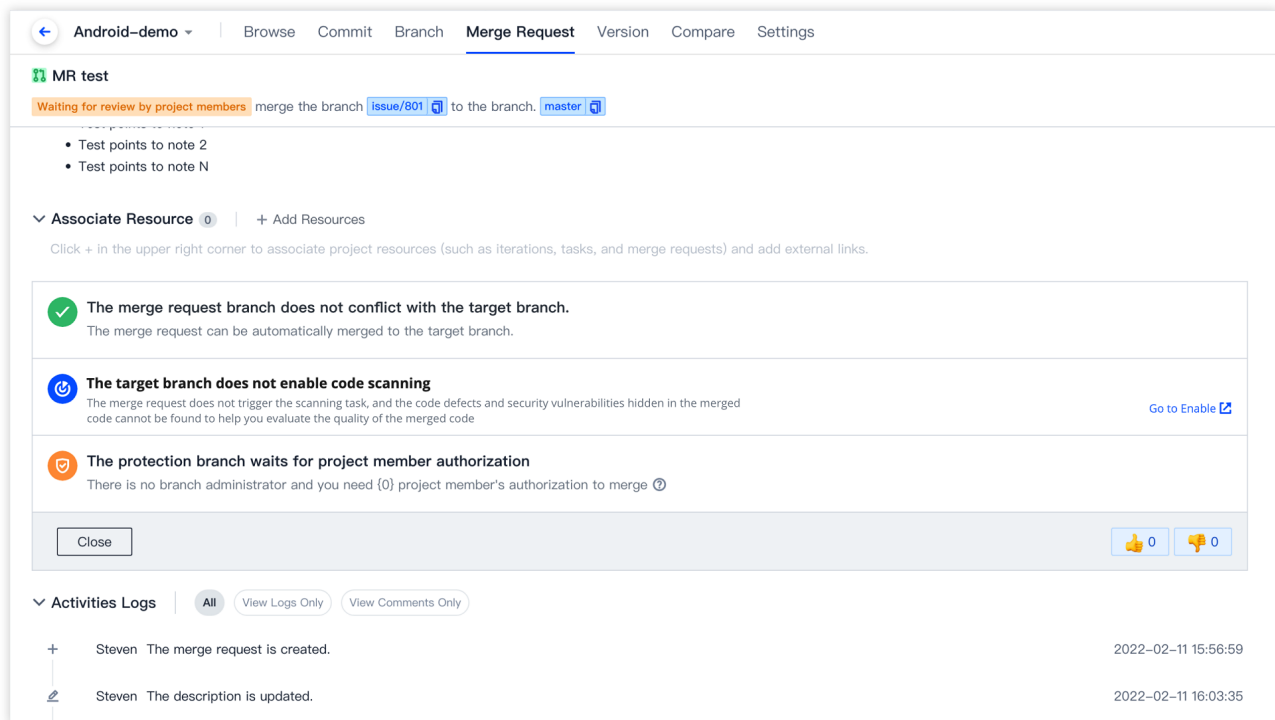 Android-demo Browse Commit Branch Merge Request Version Compare Settings
MR test
Waiting for review by project members merge the branch issue/801 to the branch. master
Test points to note 2
Test points to note N
Associate Resource 0 + Add Resources
Click + in the upper right corner to associate project resources (such as iterations, tasks, and merge requests) and add external links.
The merge request branch does not conflict with the target branch.
The merge request can be automatically merged to the target branch.
The target branch does not enable code scanning
The merge request does not trigger the scanning task, and the code defects and security vulnerabilities hidden in the merged
code cannot be found to help you evaluate the quality of the merged code
Go to Enable
The protection branch waits for project member authorization
There is no branch administrator and you need {0} project member's authorization to merge
Close 0 0
Activities Logs All View Logs Only View Comments Only
Steven The merge request is created. 2022-02-11 15:56:59
Steven The description is updated. 2022-02-11 16:03:35